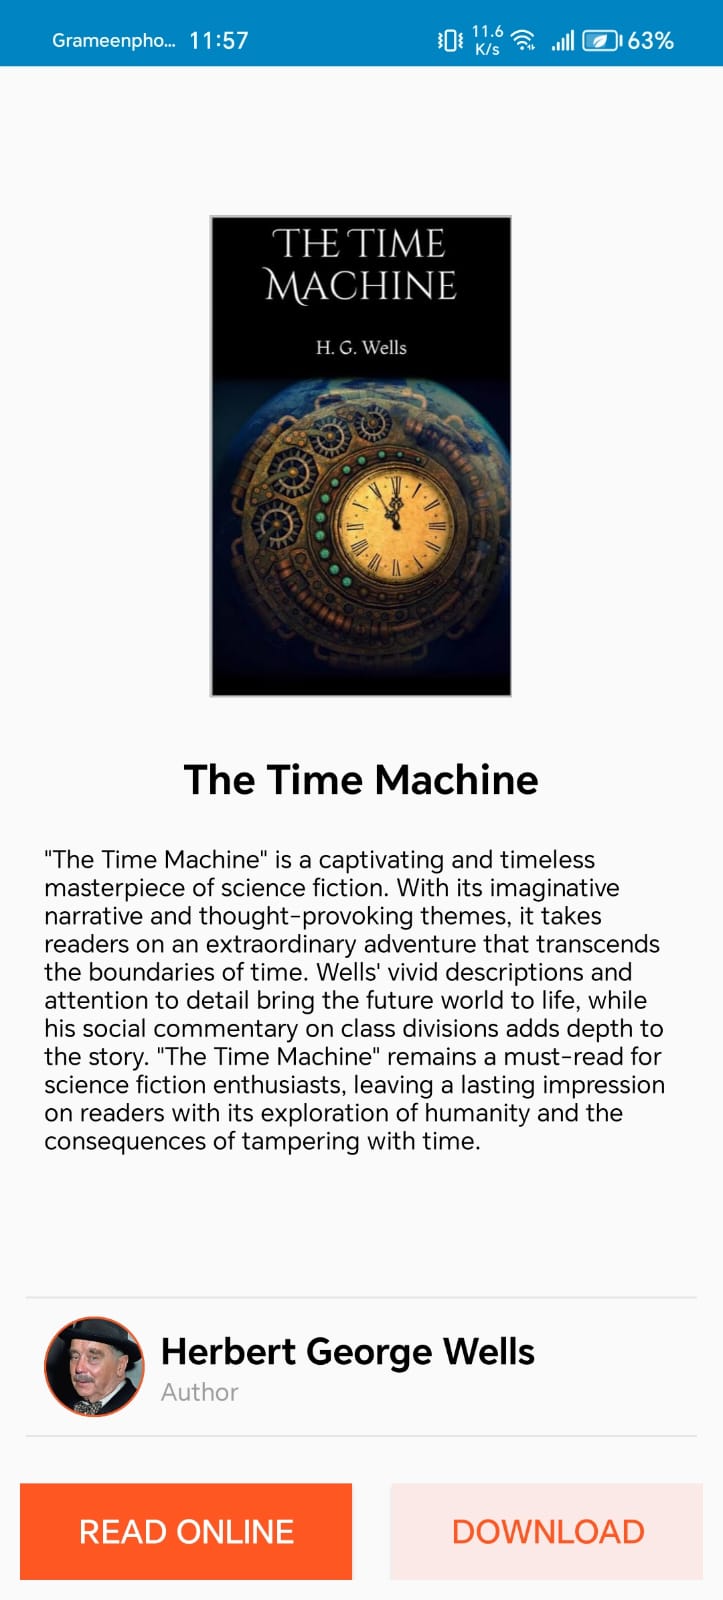 Grameenpho... 11:57 11.6 K/s 63%
THE TIME
MACHINE
H. G. Wells
The Time Machine
"The Time Machine" is a captivating and timeless
masterpiece of science fiction. With its imaginative
narrative and thought-provoking themes, it takes
readers on an extraordinary adventure that transcends
the boundaries of time. Wells' vivid descriptions and
attention to detail bring the future world to life, while
his social commentary on class divisions adds depth to
the story. "The Time Machine" remains a must-read for
science fiction enthusiasts, leaving a lasting impression
on readers with its exploration of humanity and the
consequences of tampering with time.
Herbert George Wells
Author
READ ONLINE DOWNLOAD